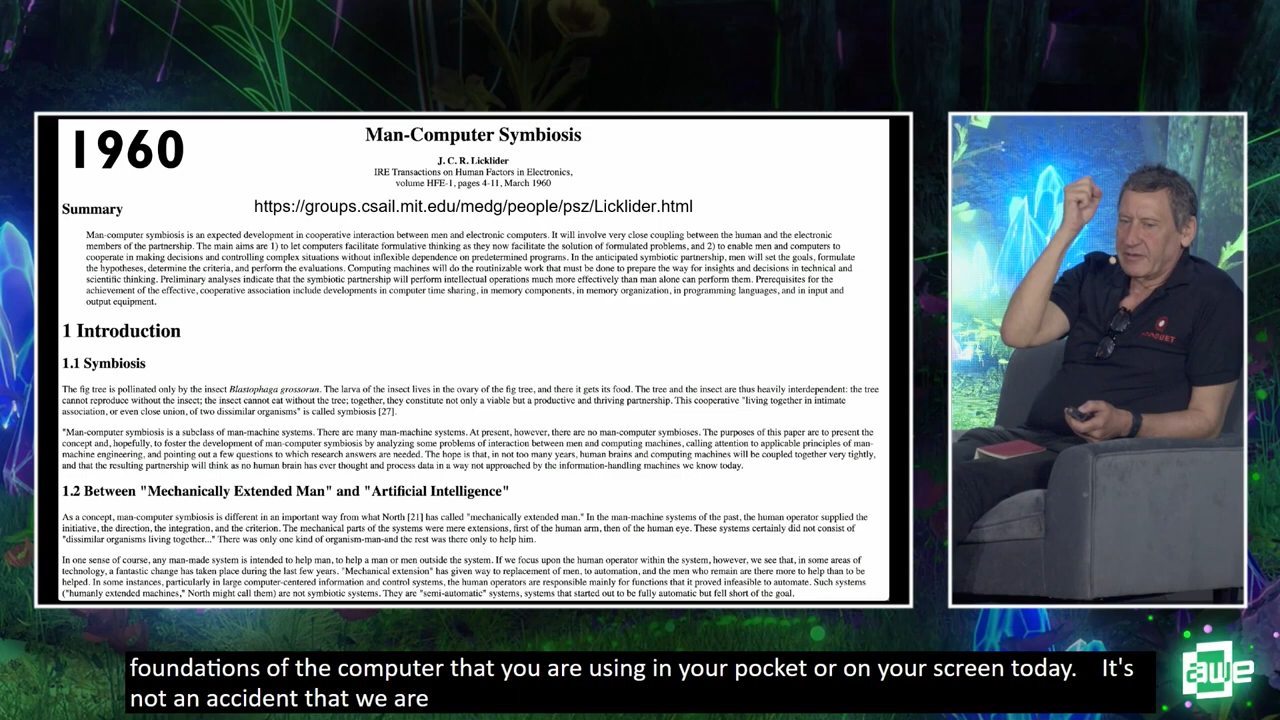 1960
Man-Computer Symbiosis
J. C. R. Licklider
IRE Transactions on Human Factors in Electronics,
volume HFE-1, pages 4-11, March 1960
Summary
https://groups.csail.mit.edu/medg/people/psz/Licklider.html
Man-computer symbiosis is an expected development in cooperative interaction between men and electronic computers. It will involve very close coupling between the human and the electronic
members of the partnership. The main aims are 1) to let computers facilitate formulative thinking as they now facilitate the solution of formulated problems, and 2) to enable men and computers to
cooperate in making decisions and controlling complex situations without inflexible dependence on predetermined programs. In the anticipated symbiotic partnership, men will set the goals, formulate
the hypotheses, determine the criteria, and perform the evaluations. Computing machines will do the routinizable work that must be done to prepare the way for insights and decisions in technical and
scientific thinking. Preliminary analyses indicate that the symbiotic partnership will perform intellectual operations much more effectively than man alone can perform them. Prerequisites for the
achievement of the effective, cooperative association include developments in computer time sharing, in memory components, in memory organization, in programming languages, and in input and
output equipment.
1 Introduction
1.1 Symbiosis
The fig tree is pollinated only by the insect Blastophaga grossorun. The larva of the insect lives in the ovary of the fig tree, and there it gets its food. The tree and the insect are thus heavily interdependent: the tree
cannot reproduce without the insect; the insect cannot eat without the tree; together, they constitute not only a viable but a productive and thriving partnership. This cooperative "living together in intimate
association, or even close union, of two dissimilar organisms" is called symbiosis [27].
"Man-computer symbiosis is a subclass of man-machine systems. There are many man-machine systems. At present, however, there are no man-computer symbioses. The purposes of this paper are to present the
concept and, hopefully, to foster the development of man-computer symbiosis by analyzing some problems of interaction between men and computing machines, calling attention to applicable principles of man-
machine engineering, and pointing out a few questions to which research answers are needed. The hope is that, in not too many years, human brains and computing machines will be coupled together very tightly,
and that the resulting partnership will think as no human brain has ever thought and process data in a way not approached by the information-handling machines we know today.
1.2 Between "Mechanically Extended Man" and "Artificial Intelligence"
As a concept, man-computer symbiosis is different in an important way from what North [21] has called "mechanically extended man." In the man-machine systems of the past, the human operator supplied the
initiative, the direction, the integration, and the criterion. The mechanical parts of the systems were mere extensions, first of the human arm, then of the human eye. These systems certainly did not consist of
"dissimilar organisms living together..." There was only one kind of organism-man-and the rest was there only to help him.
In one sense of course, any man-made system is intended to help man, to help a man or men outside the system. If we focus upon the human operator within the system, however, we see that, in some areas of
technology, a fantastic change has taken place during the last few years. "Mechanical extension" has given way to replacement of men, to automation, and the men who remain are there more to help than to be
helped. In some instances, particularly in large computer-centered information and control systems, the human operators are responsible mainly for functions that it proved infeasible to automate. Such systems
("humanly extended machines," North might call them) are not symbiotic systems. They are "semi-automatic" systems, systems that started out to be fully automatic but fell short of the goal.
foundations of the computer that you are using in your pocket or on your screen today. It's
not an accident that we are
awe